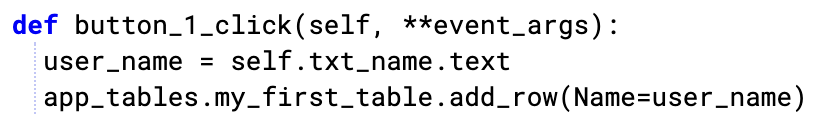 def button_1_click(self, **event_args):
  user_name = self.txt_name.text
  app_tables.my_first_table.add_row(Name=user_name)